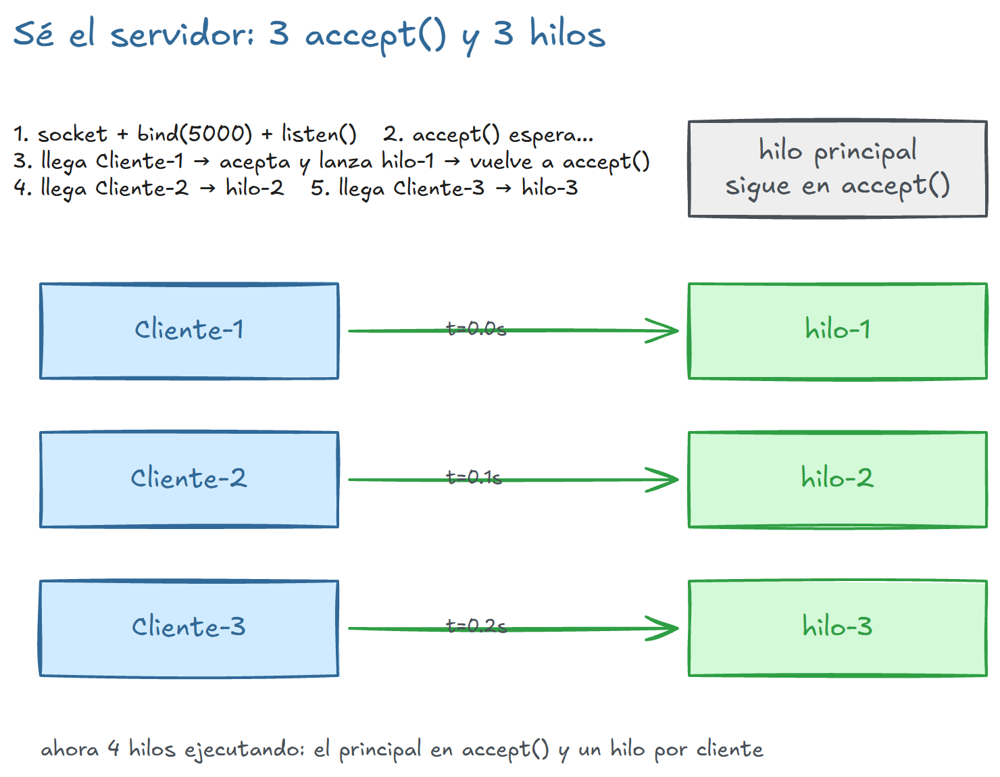 Sé el servidor: 3 accept() y 3 hilos
1. socket + bind(5000) + listen()    2. accept() espera...
3. llega Cliente-1 → acepta y lanza hilo-1 → vuelve a accept()
4. llega Cliente-2 → hilo-2    5. llega Cliente-3 → hilo-3
hilo principal
sigue en accept()
Cliente-1
t=0.0s
hilo-1
Cliente-2
t=0.1s
hilo-2
Cliente-3
t=0.2s
hilo-3
ahora 4 hilos ejecutando: el principal en accept() y un hilo por cliente